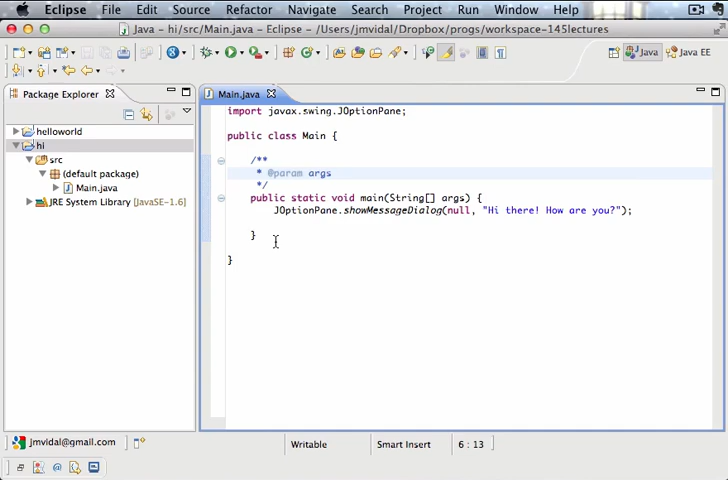 Eclipse File Edit Source Refactor Navigate Search Project Run Window Help
Java - hi/src/Main.java - Eclipse - /Users/jmvidal/Dropbox/progs/workspace-145lectures
Java Java EE
Package Explorer
helloworld
hi
src
(default package)
Main.java
JRE System Library [JavaSE-1.6]
Main.java
import javax.swing.JOptionPane;
public class Main {
/**
* @param args
*/
public static void main(String[] args) {
JOptionPane.showMessageDialog(null, "Hi there! How are you?");
}
}
jmvidal@gmail.com Writable Smart Insert 6 : 13